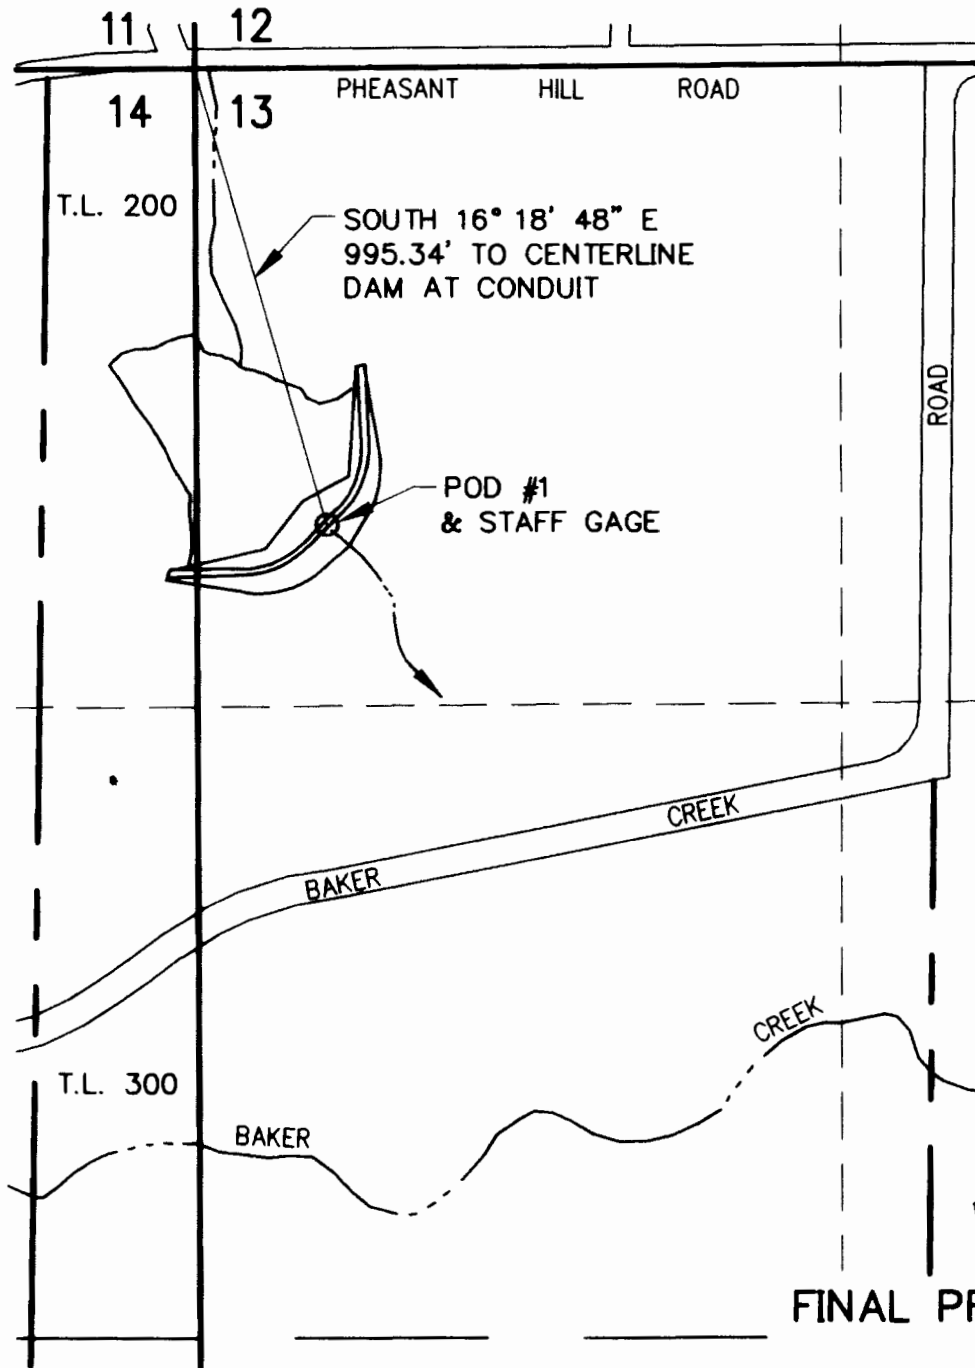 11 12
PHEASANT HILL ROAD
14 13
T.L. 200
SOUTH 16° 18' 48" E
995.34' TO CENTERLINE
DAM AT CONDUIT
ROAD
POD #1
& STAFF GAGE
CREEK
BAKER
CREEK
T.L. 300
BAKER
FINAL